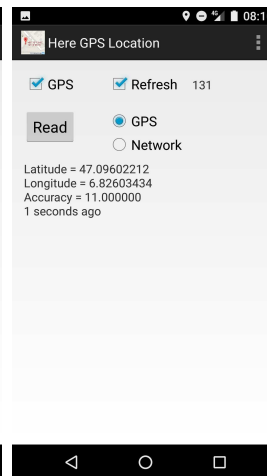 4G 08:1
Here GPS Location
GPS Refresh 131
Read
GPS
Network
Latitude = 47.09602212
Longitude = 6.82603434
Accuracy = 11.000000
1 seconds ago